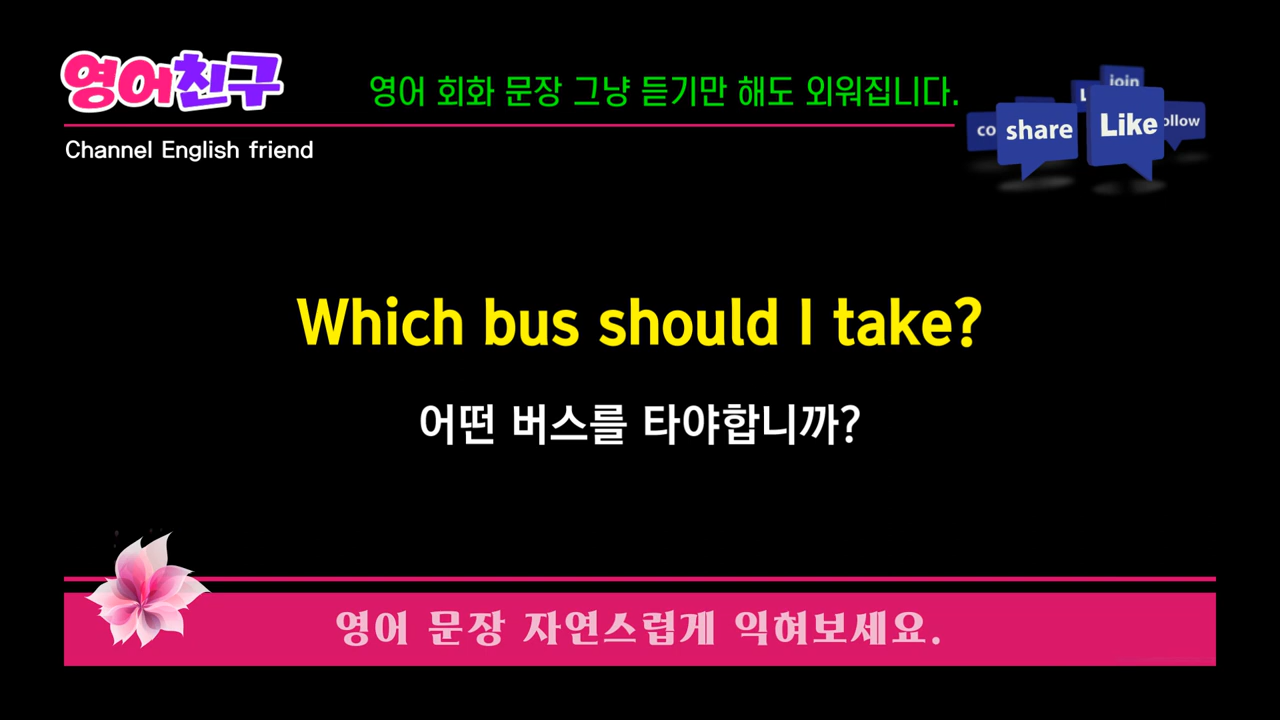 영어친구
영어 회화 문장 그냥 듣기만 해도 외워집니다.
Channel English friend
join
share
Like
Which bus should I take?
어떤 버스를 타야합니까?
영어 문장 자연스럽게 익혀보세요.